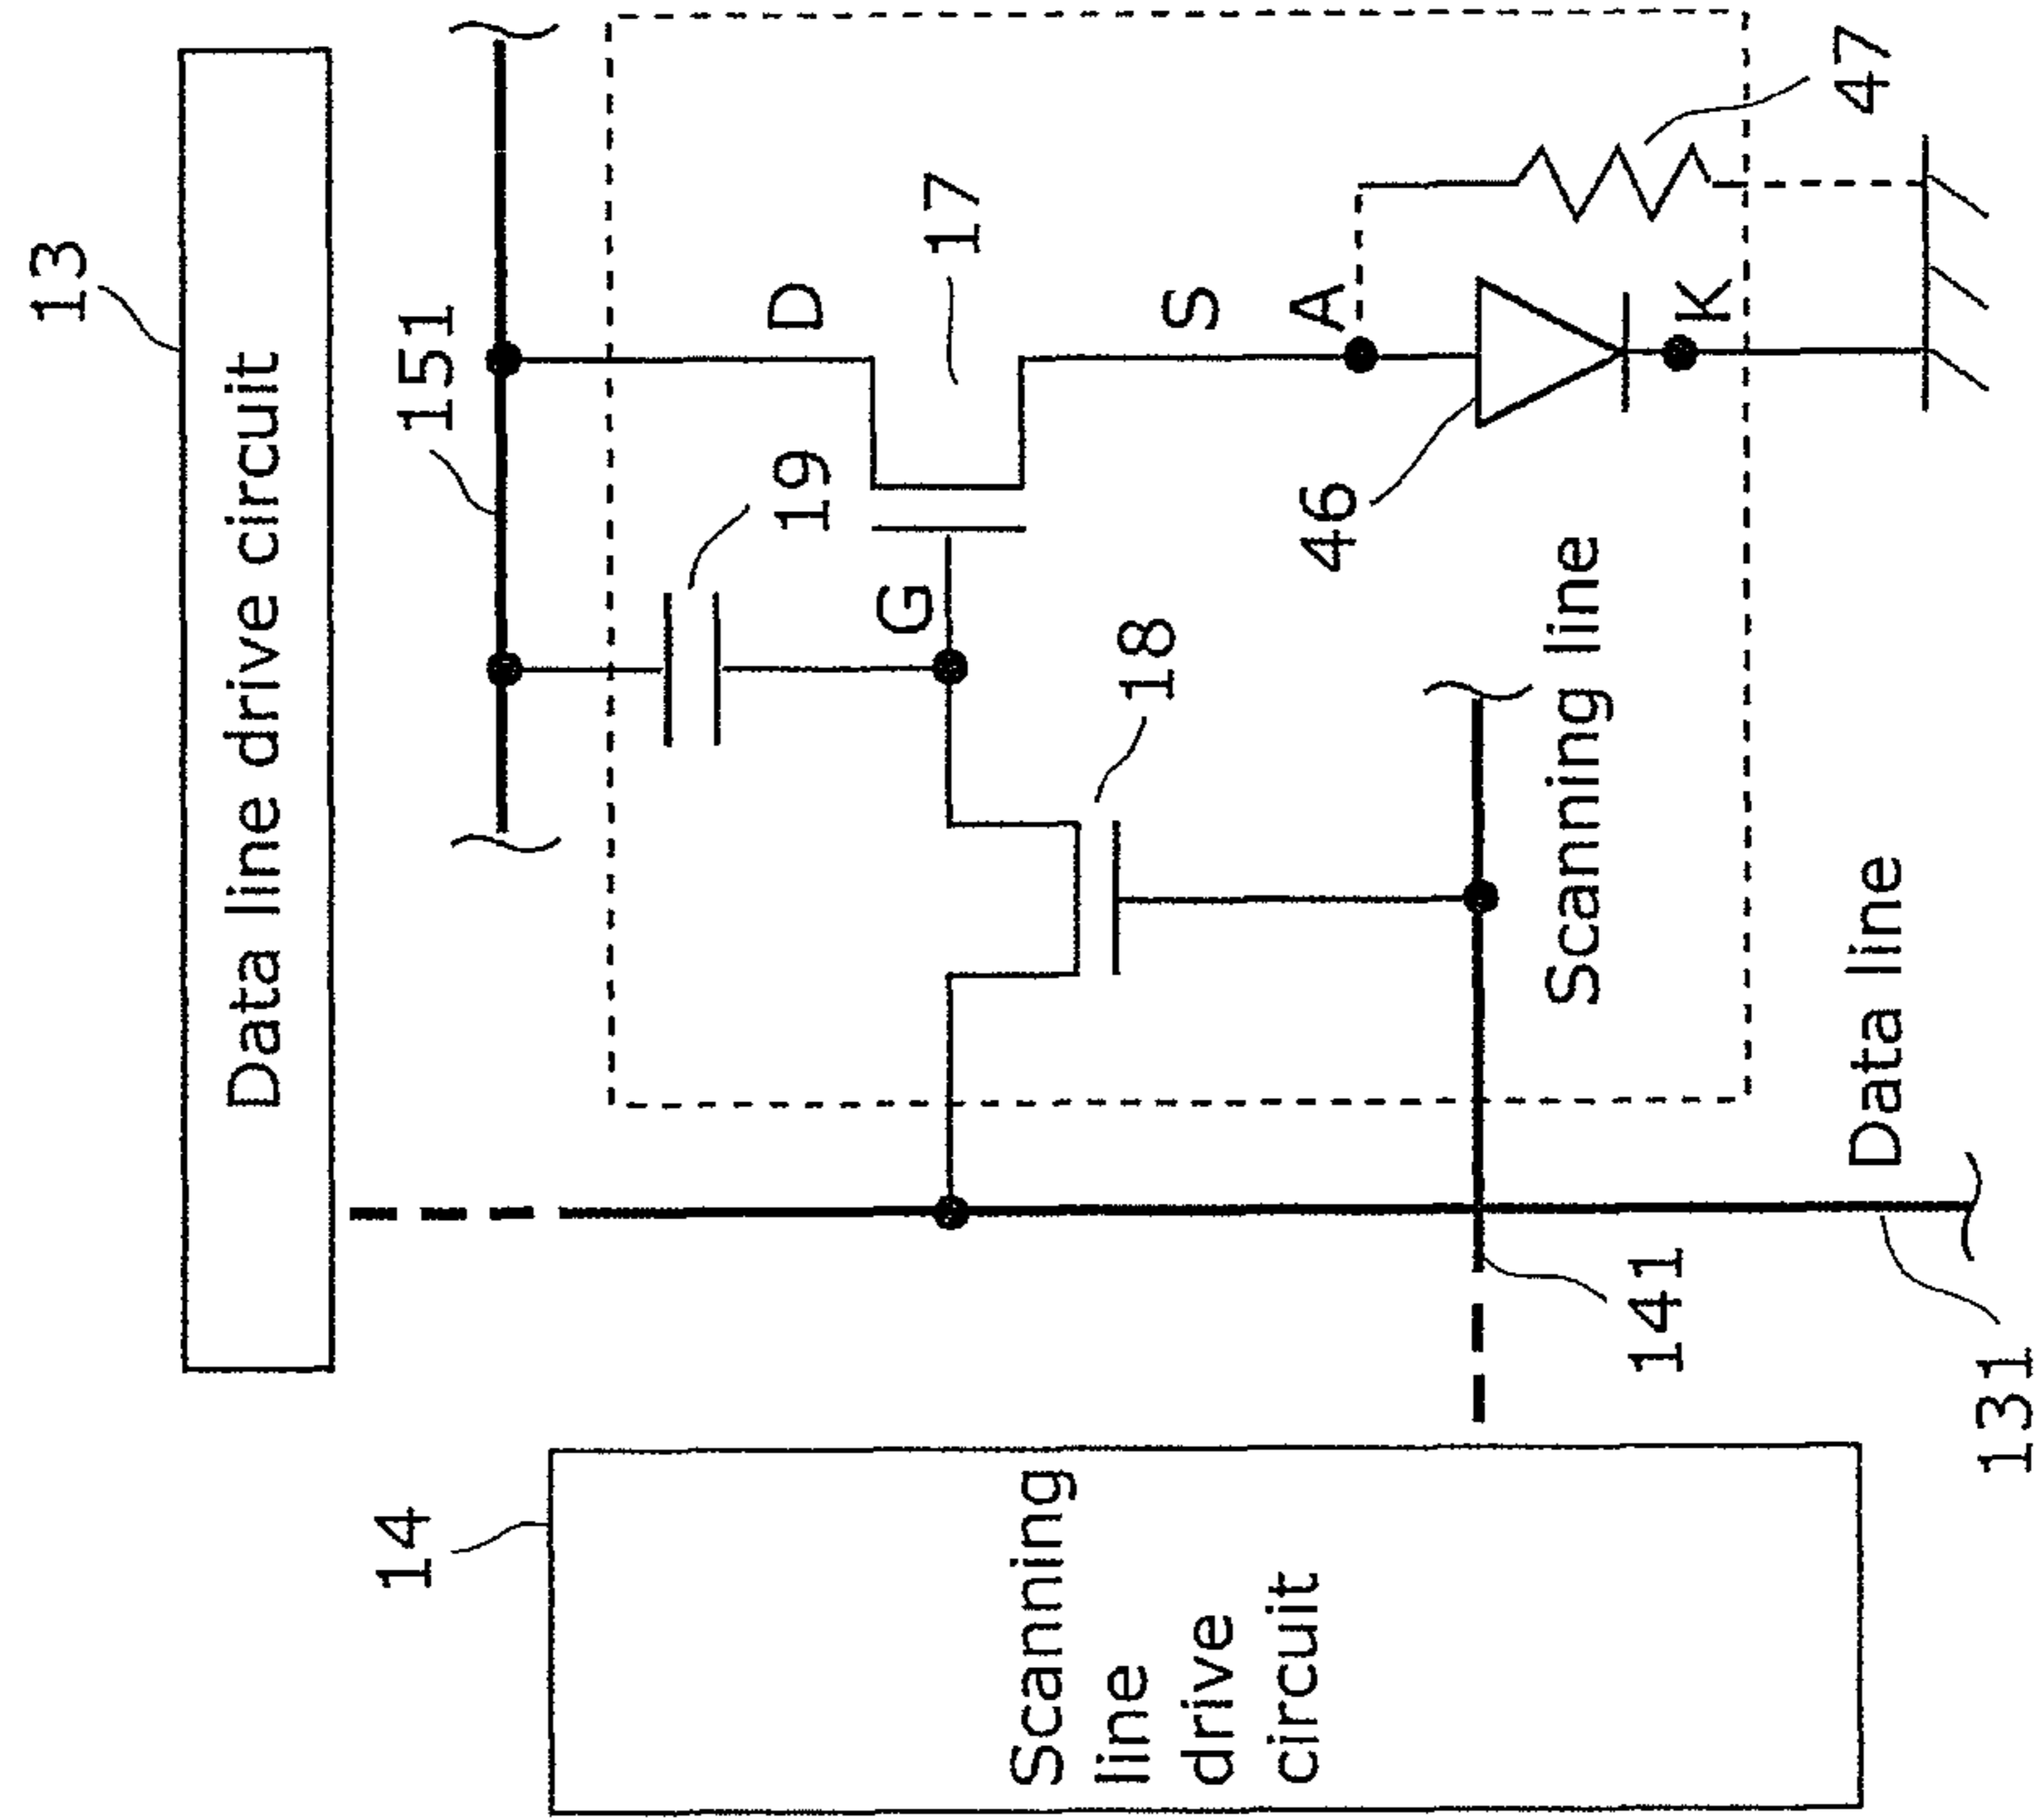 13
Data line drive circuit
14
151
19
D
G
17
Scanning
line
drive
circuit
18
S
46
A
Scanning line
141
K
47
Data line
131